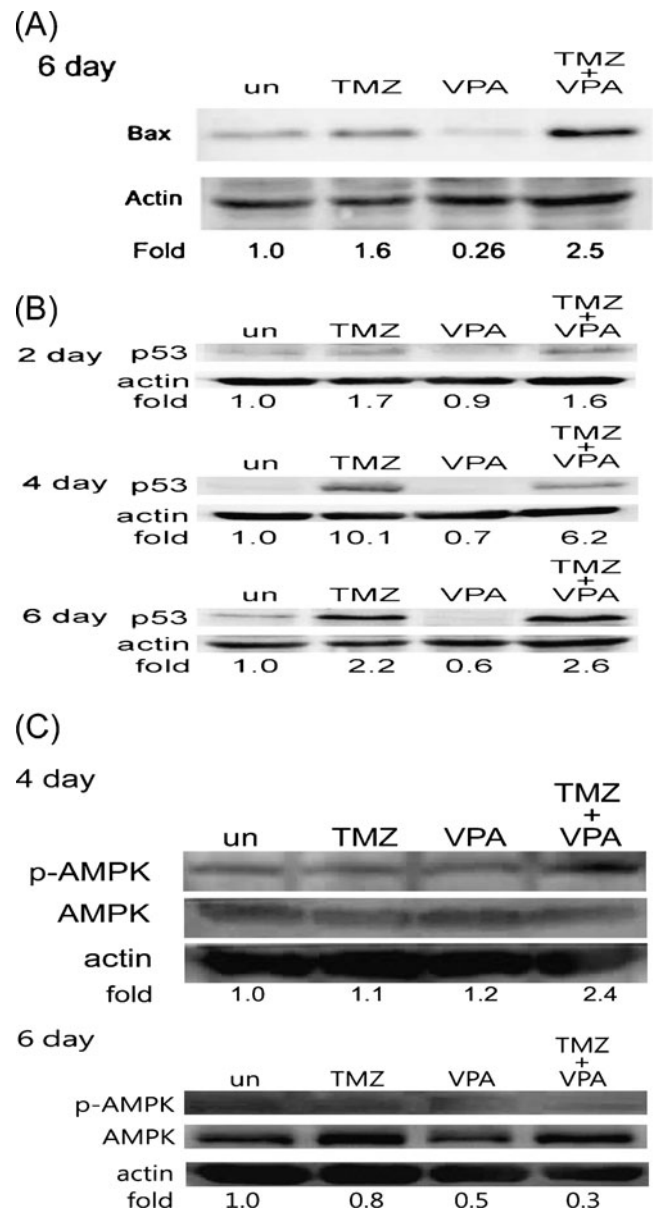 (A)
6 day
un TMZ VPA TMZ + VPA
Bax
Actin
Fold 1.0 1.6 0.26 2.5
(B)
un TMZ VPA TMZ + VPA
2 day p53
actin
fold 1.0 1.7 0.9 1.6
un TMZ VPA TMZ + VPA
4 day p53
actin
fold 1.0 10.1 0.7 6.2
un TMZ VPA TMZ + VPA
6 day p53
actin
fold 1.0 2.2 0.6 2.6
(C)
4 day
un TMZ VPA TMZ + VPA
p-AMPK
AMPK
actin
fold 1.0 1.1 1.2 2.4
6 day
un TMZ VPA TMZ + VPA
p-AMPK
AMPK
actin
fold 1.0 0.8 0.5 0.3